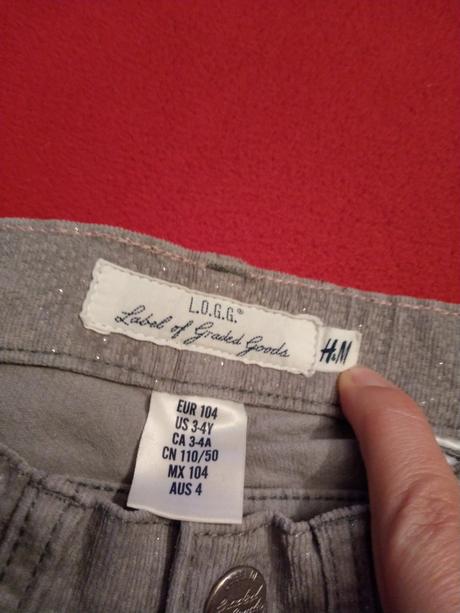 L.O.G.G.®
Label of Graded Goods
H&M
EUR 104
US 3-4Y
CA 3-4A
CN 110/50
MX 104
AUS 4